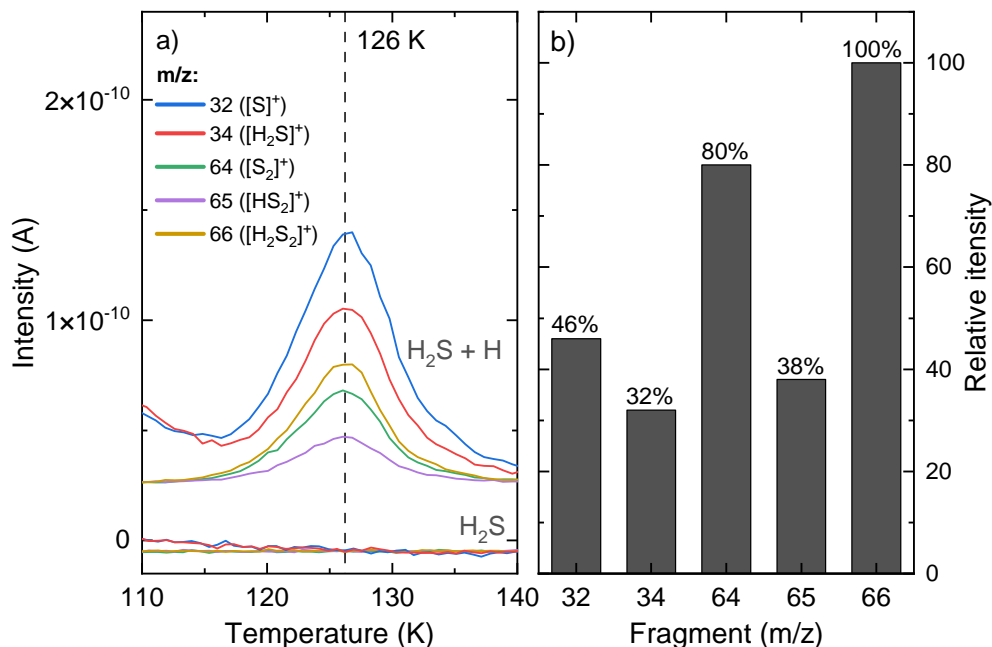 a)
126 K
m/z:
32 ([S]⁺)
34 ([H₂S]⁺)
64 ([S₂]⁺)
65 ([HS₂]⁺)
66 ([H₂S₂]⁺)
H₂S + H
H₂S
2×10⁻¹⁰
1×10⁻¹⁰
0
Intensity (A)
110
120
130
140
Temperature (K)
b)
46%
32%
80%
38%
100%
100
80
60
40
20
0
Relative itensity
32
34
64
65
66
Fragment (m/z)